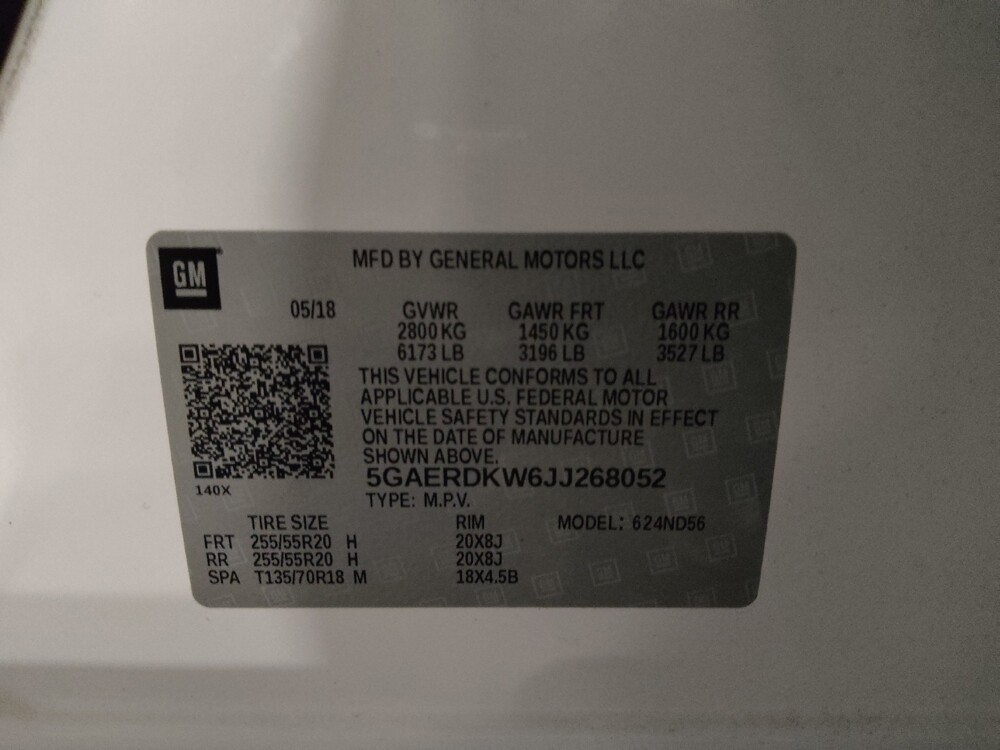 GM
MFD BY GENERAL MOTORS LLC
05/18 GVWR GAWR FRT GAWR RR
2800 KG 1450 KG 1600 KG
6173 LB 3196 LB 3527 LB
THIS VEHICLE CONFORMS TO ALL
APPLICABLE U.S. FEDERAL MOTOR
VEHICLE SAFETY STANDARDS IN EFFECT
ON THE DATE OF MANUFACTURE
SHOWN ABOVE.
5GAERDKW6JJ268052
140X
TYPE: M.P.V.
TIRE SIZE RIM MODEL: 624ND56
FRT 255/55R20 H 20X8J
RR 255/55R20 H 20X8J
SPA T135/70R18 M 18X4.5B